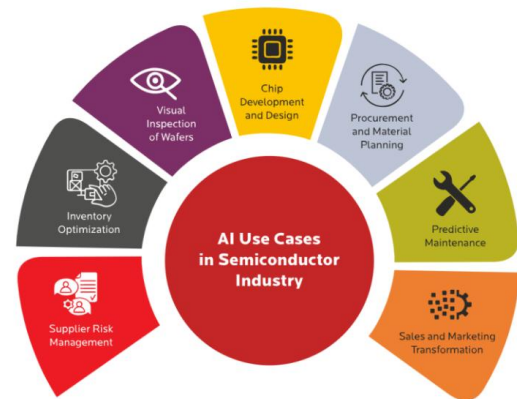 Chip
Development
and Design
Visual
Inspection
of Wafers
Procurement
and Material
Planning
Inventory
Optimization
Predictive
Maintenance
AI Use Cases
in Semiconductor
Industry
Supplier Risk
Management
Sales and Marketing
Transformation